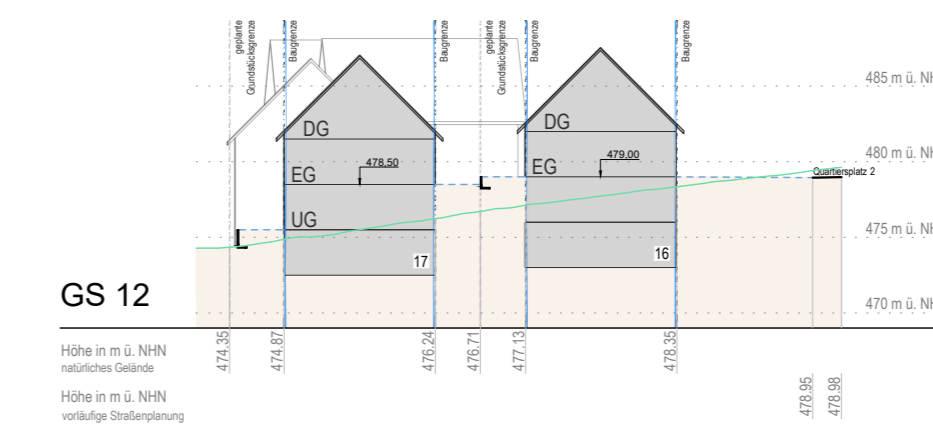 geplante
Grundstücksgrenze
Baugrenze
Baugrenze
geplante
Grundstücksgrenze
Baugrenze
Baugrenze
485 m ü. NH
DG
DG
480 m ü. NH
478,50
479,00
EG
EG
Quartiersplatz 2
UG
475 m ü. NH
17
16
GS 12
470 m ü. NH
Höhe in m ü. NHN
natürliches Gelände
474.35
474.87
476.24
476.71
477.13
478.35
Höhe in m ü. NHN
vorläufige Straßenplanung
478.95
478.98